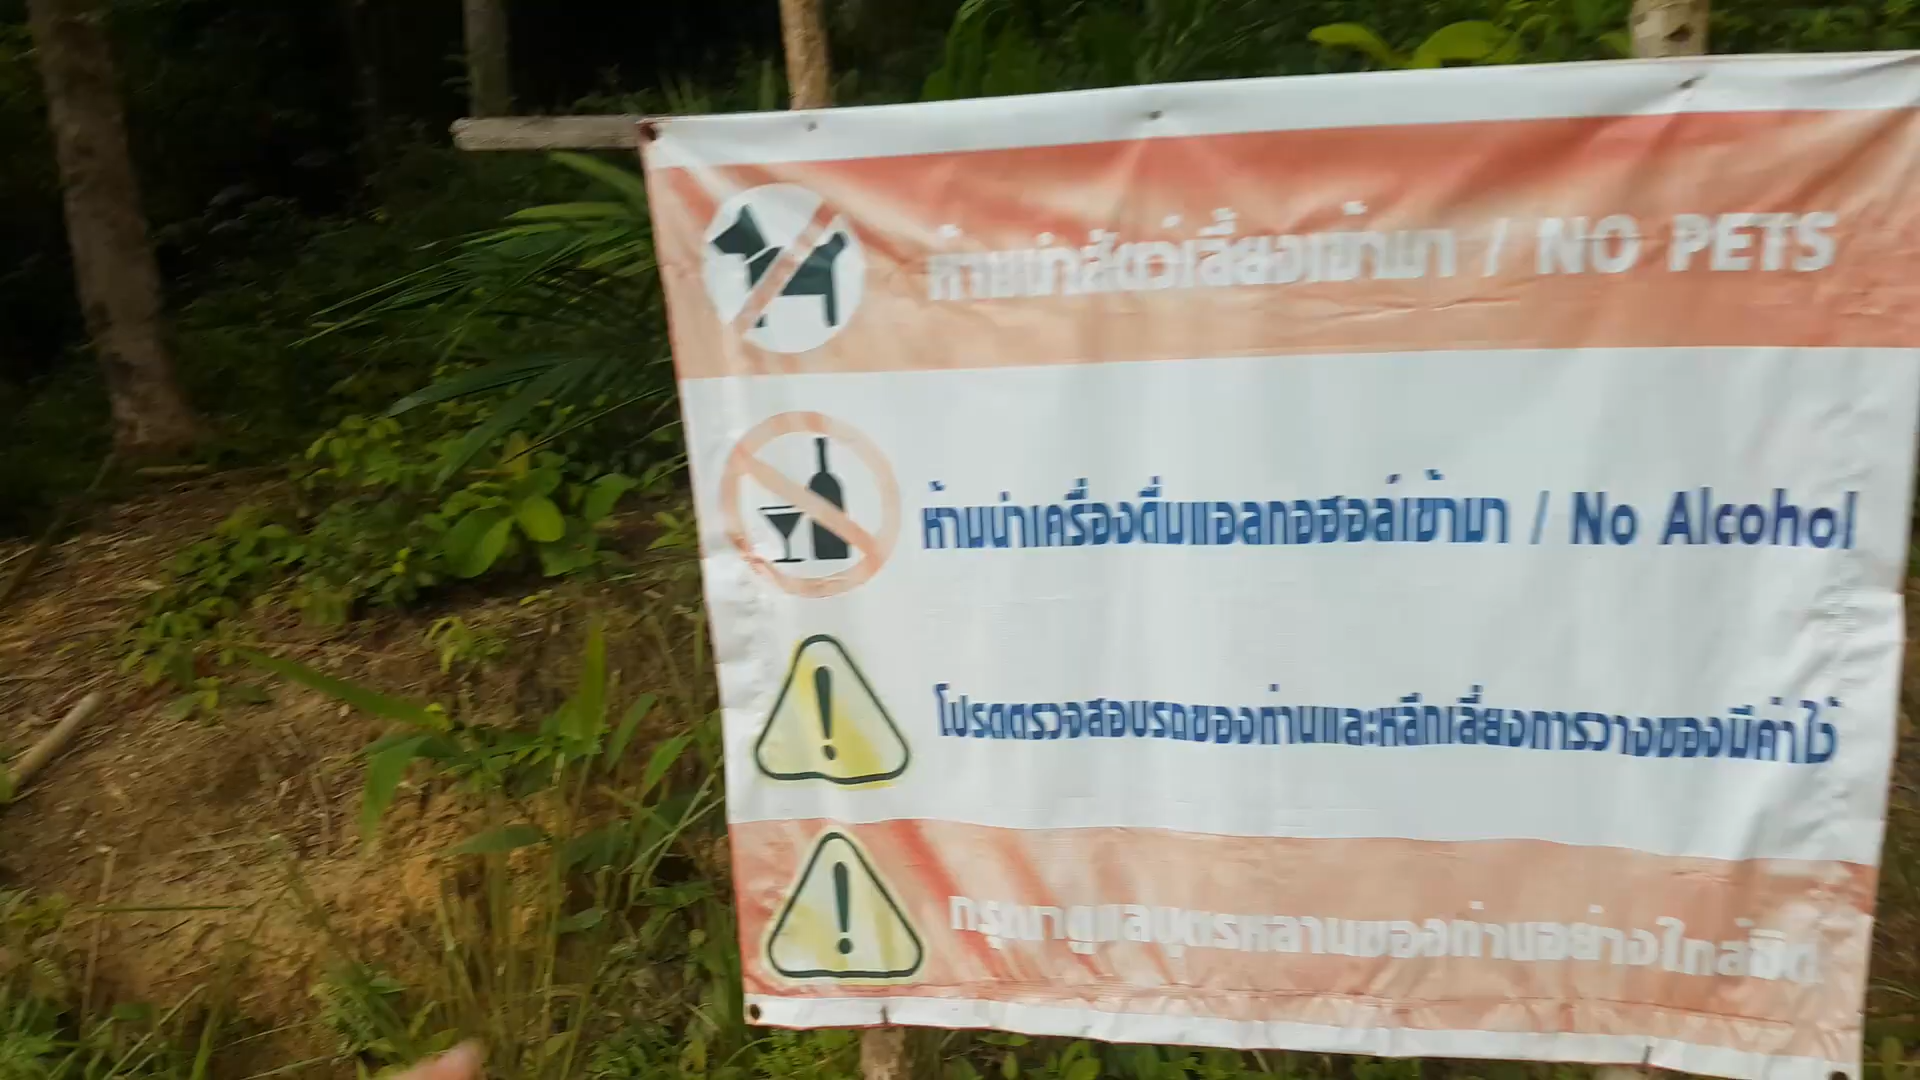 ห้ามนำสัตว์เลี้ยงเข้ามา / NO PETS
ห้ามนำเครื่องดื่มแอลกอฮอล์เข้ามา / No Alcohol
โปรดตรวจสอบรถของท่านและหลีกเลี่ยงการวางของมีค่าไว้
กรุณาดูแลบุตรหลานของท่านอย่างใกล้ชิด